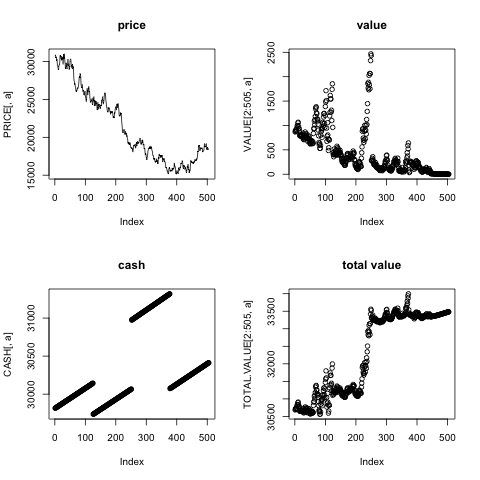 price
PRICE[, a]
30000
25000
20000
15000
0 100 200 300 400 500
Index
value
VALUE[2:505, a]
2500
1500
500
0
0 100 200 300 400 500
Index
cash
CASH[, a]
31000
30500
30000
0 100 200 300 400 500
Index
total value
TOTAL.VALUE[2:505, a]
33500
32000
30500
0 100 200 300 400 500
Index